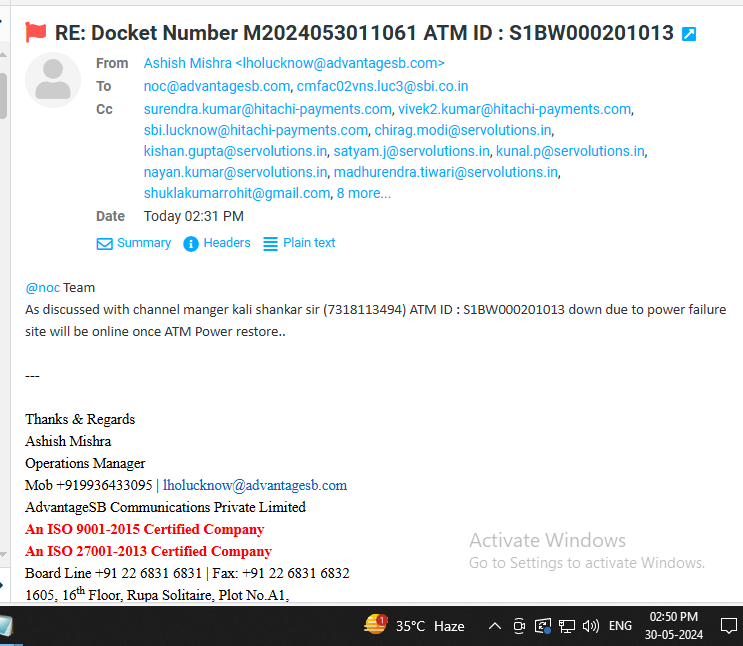 RE: Docket Number M2024053011061 ATM ID : S1BW000201013
From Ashish Mishra <lholucknow@advantagesb.com>
To noc@advantagesb.com, cmfac02vns.luc3@sbi.co.in
Cc surendra.kumar@hitachi-payments.com, vivek2.kumar@hitachi-payments.com,
sbi.lucknow@hitachi-payments.com, chirag.modi@servolutions.in,
kishan.gupta@servolutions.in, satyam.j@servolutions.in, kunal.p@servolutions.in,
nayan.kumar@servolutions.in, madhurendra.tiwari@servolutions.in,
shuklakumarrohit@gmail.com, 8 more...
Date Today 02:31 PM
Summary Headers Plain text
@noc Team
As discussed with channel manger kali shankar sir (7318113494) ATM ID : S1BW000201013 down due to power failure
site will be online once ATM Power restore..
---
Thanks & Regards
Ashish Mishra
Operations Manager
Mob +919936433095 | lholucknow@advantagesb.com
AdvantageSB Communications Private Limited
An ISO 9001-2015 Certified Company
An ISO 27001-2013 Certified Company
Board Line +91 22 6831 6831 | Fax: +91 22 6831 6832
1605, 16th Floor, Rupa Solitaire, Plot No.A1,
Activate Windows
Go to Settings to activate Windows.
1 35°C Haze ENG 02:50 PM
30-05-2024